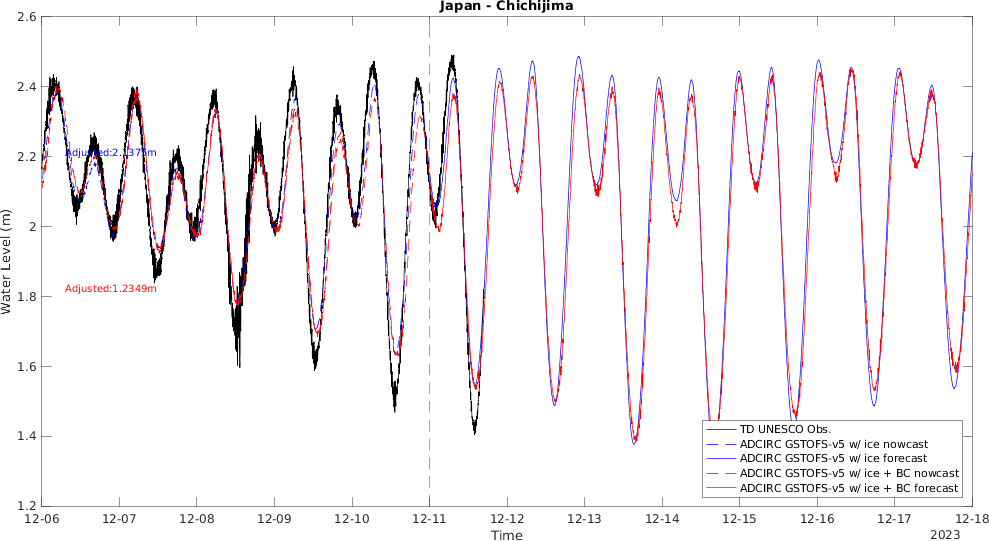 Japan - Chichijima
2.6
2.4
2.2
2
1.8
1.6
1.4
1.2
Water Level (m)
Adjusted:1.2349m
TD UNESCO Obs.
ADCIRC GSTOFS-v5 w/ ice nowcast
ADCIRC GSTOFS-v5 w/ ice forecast
ADCIRC GSTOFS-v5 w/ ice + BC nowcast
ADCIRC GSTOFS-v5 w/ ice + BC forecast
12-06 12-07 12-08 12-09 12-10 12-11 12-12 12-13 12-14 12-15 12-16 12-17 12-18
Time
2023